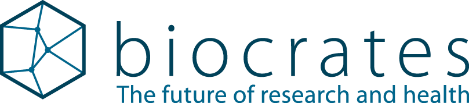 biocrates
The future of research and health